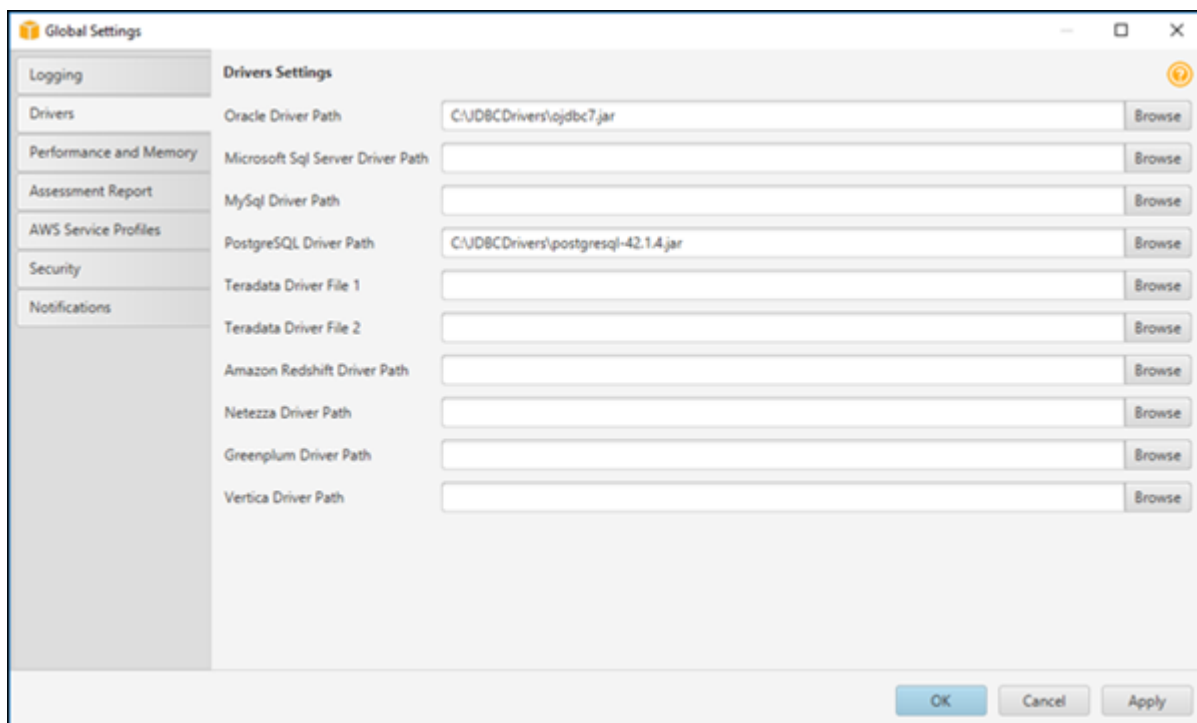 Global Settings
Logging
Drivers
Performance and Memory
Assessment Report
AWS Service Profiles
Security
Notifications
Drivers Settings
?
Oracle Driver Path C:\JDBCDrivers\ojdbc7.jar Browse
Microsoft Sql Server Driver Path Browse
MySql Driver Path Browse
PostgreSQL Driver Path C:\JDBCDrivers\postgresql-42.1.4.jar Browse
Teradata Driver File 1 Browse
Teradata Driver File 2 Browse
Amazon Redshift Driver Path Browse
Netezza Driver Path Browse
Greenplum Driver Path Browse
Vertica Driver Path Browse
OK Cancel Apply